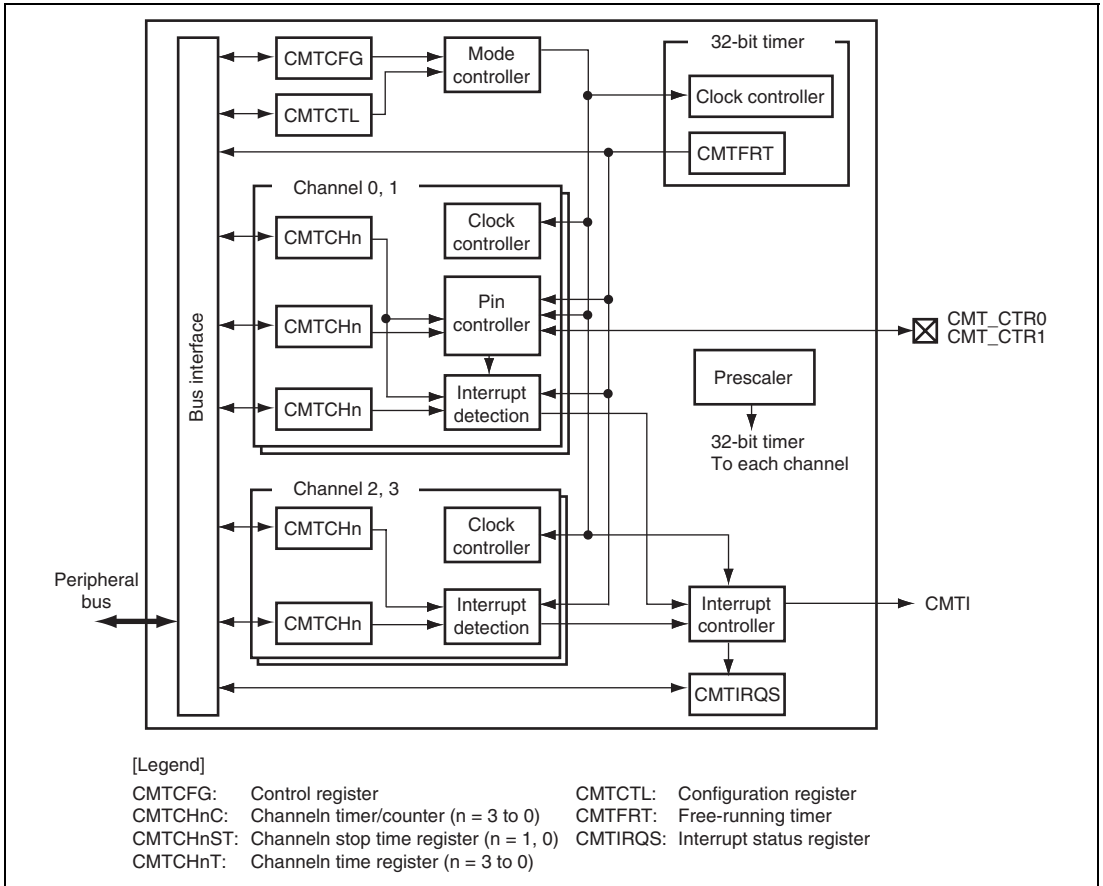 CMTCFG
Mode
controller
32-bit timer
Clock controller
CMTCTL
CMTFRT
Channel 0, 1
CMTCHn
Clock
controller
CMTCHn
Pin
controller
CMT_CTR0
CMT_CTR1
CMTCHn
Interrupt
detection
Prescaler
32-bit timer
To each channel
Bus interface
Channel 2, 3
CMTCHn
Clock
controller
Peripheral
bus
CMTCHn
Interrupt
detection
Interrupt
controller
CMTI
CMTIRQS
[Legend]
CMTCFG: Control register CMTCTL: Configuration register
CMTCHnC: Channeln timer/counter (n = 3 to 0) CMTFRT: Free-running timer
CMTCHnST: Channeln stop time register (n = 1, 0) CMTIRQS: Interrupt status register
CMTCHnT: Channeln time register (n = 3 to 0)